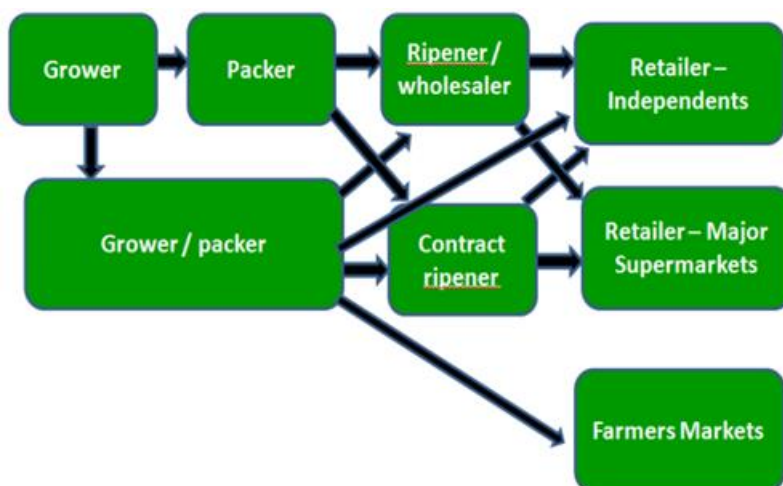 Grower
Packer
Ripener /
wholesaler
Retailer –
Independents
Grower / packer
Contract
ripener
Retailer – Major
Supermarkets
Farmers Markets